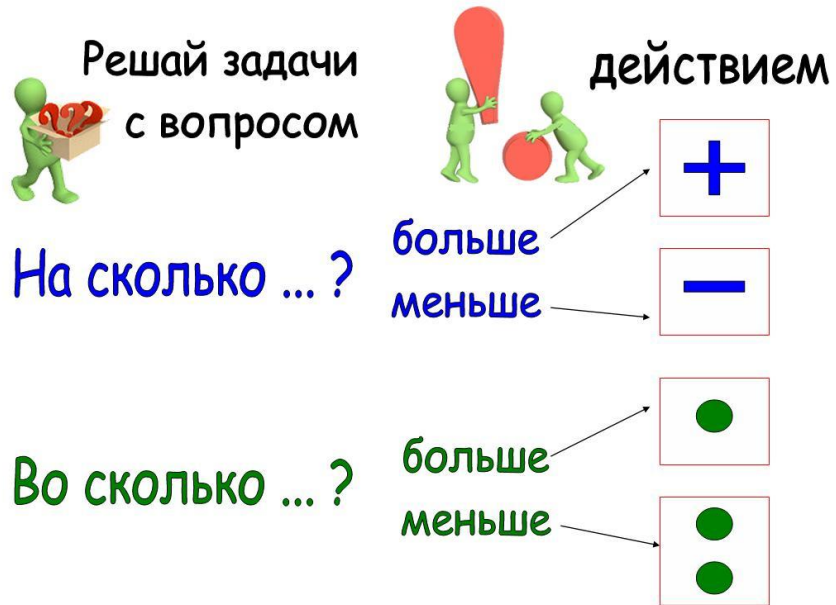 Решай задачи
с вопросом
действием
На сколько ... ?
больше
+
меньше
−
Во сколько ... ?
больше
•
меньше
: